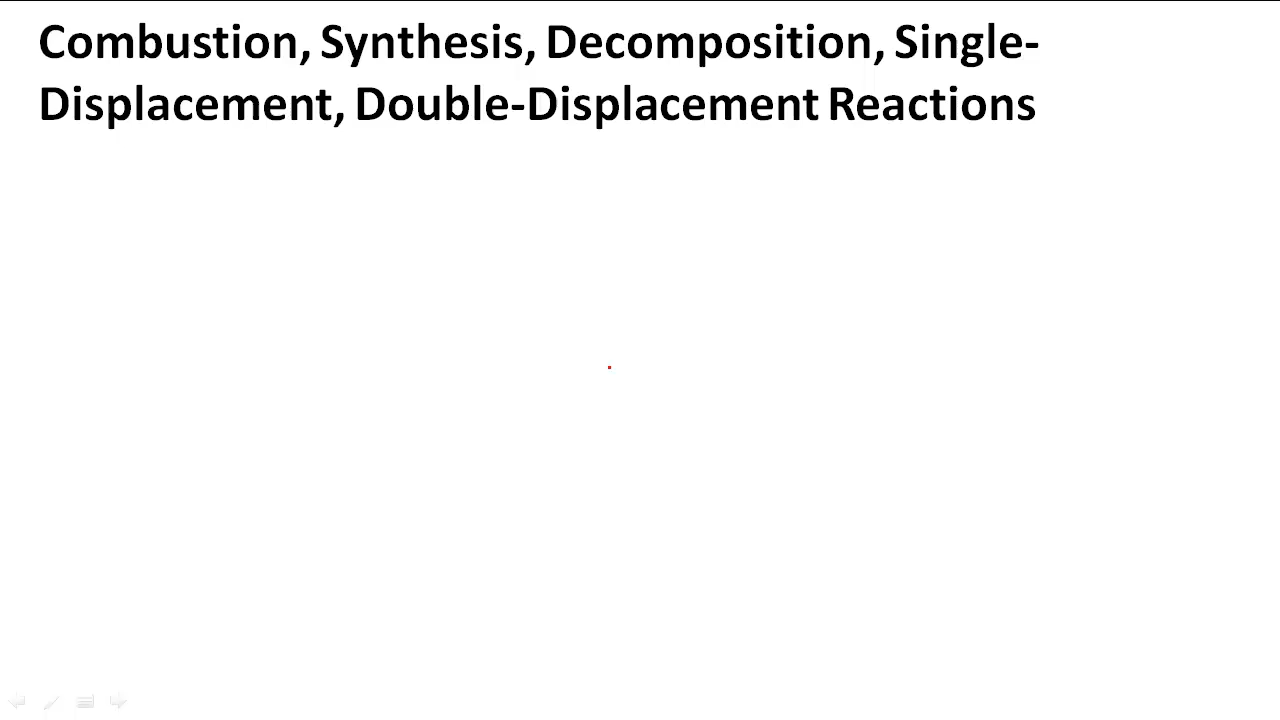 Combustion, Synthesis, Decomposition, Single-
Displacement, Double-Displacement Reactions